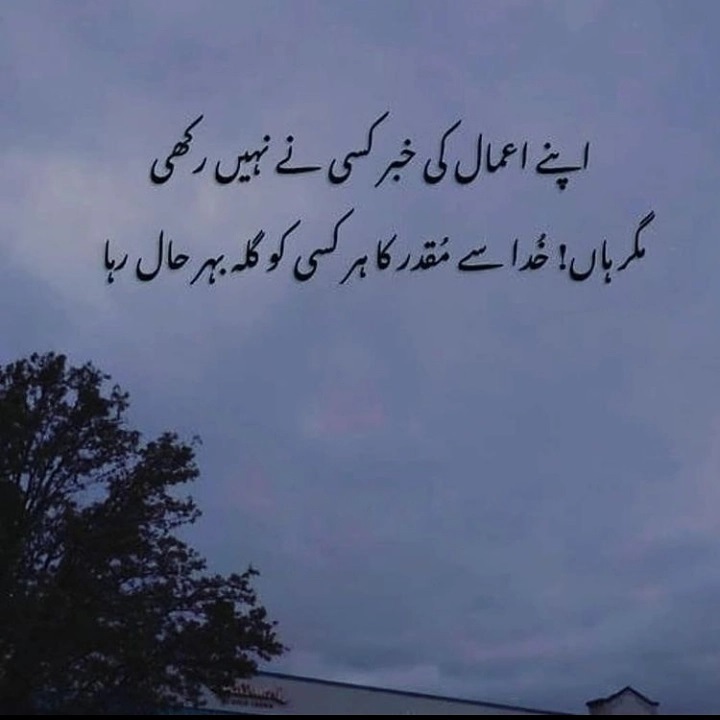 اپنے اعمال کی خبر کسی نے نہیں رکھی
مگر ہاں! خُدا سے مُقدر کا ہر کسی کو گلہ بہر حال رہا